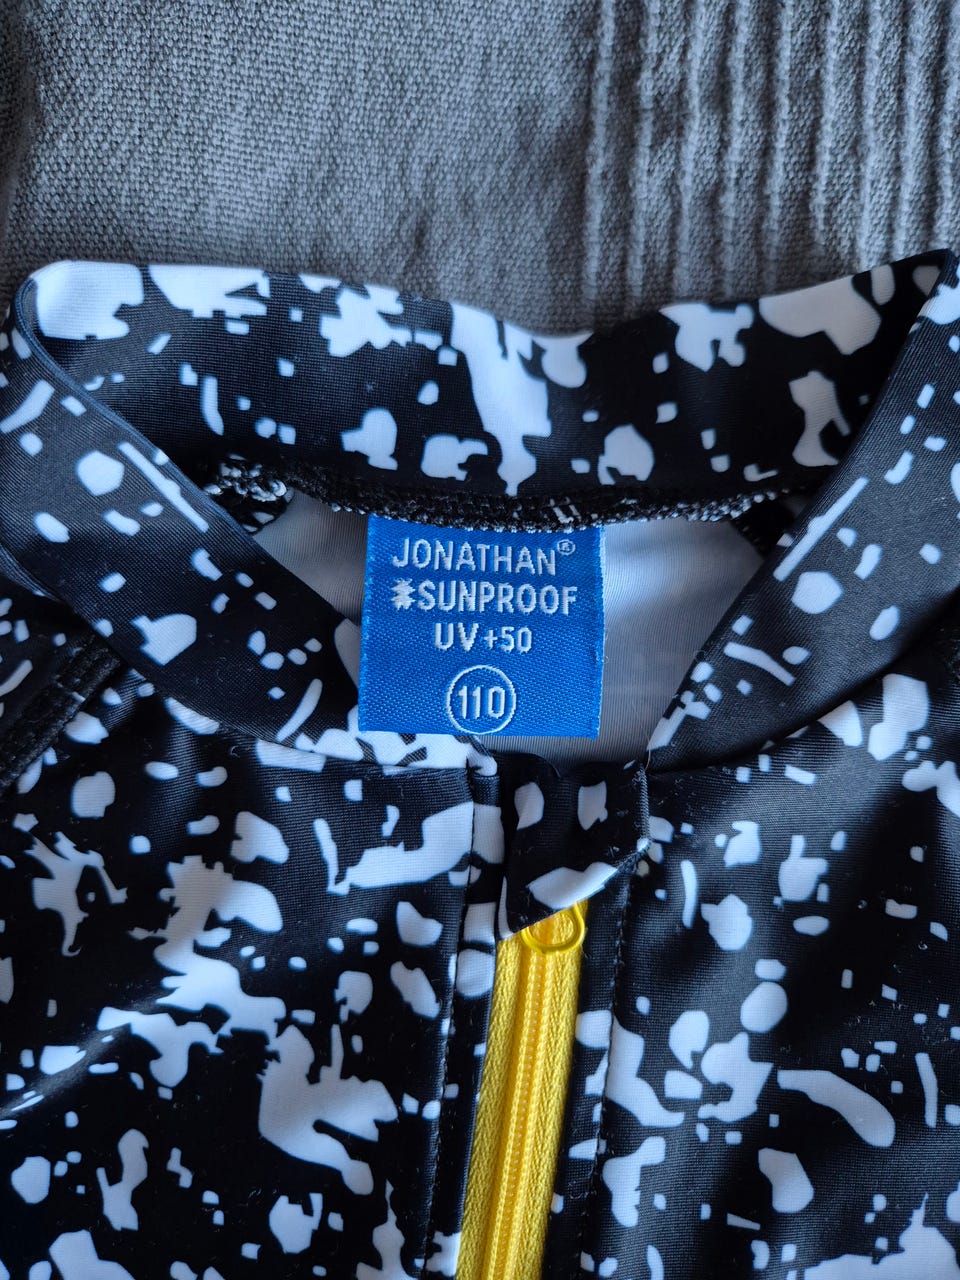 JONATHAN®
SUNPROOF
UV+50
110